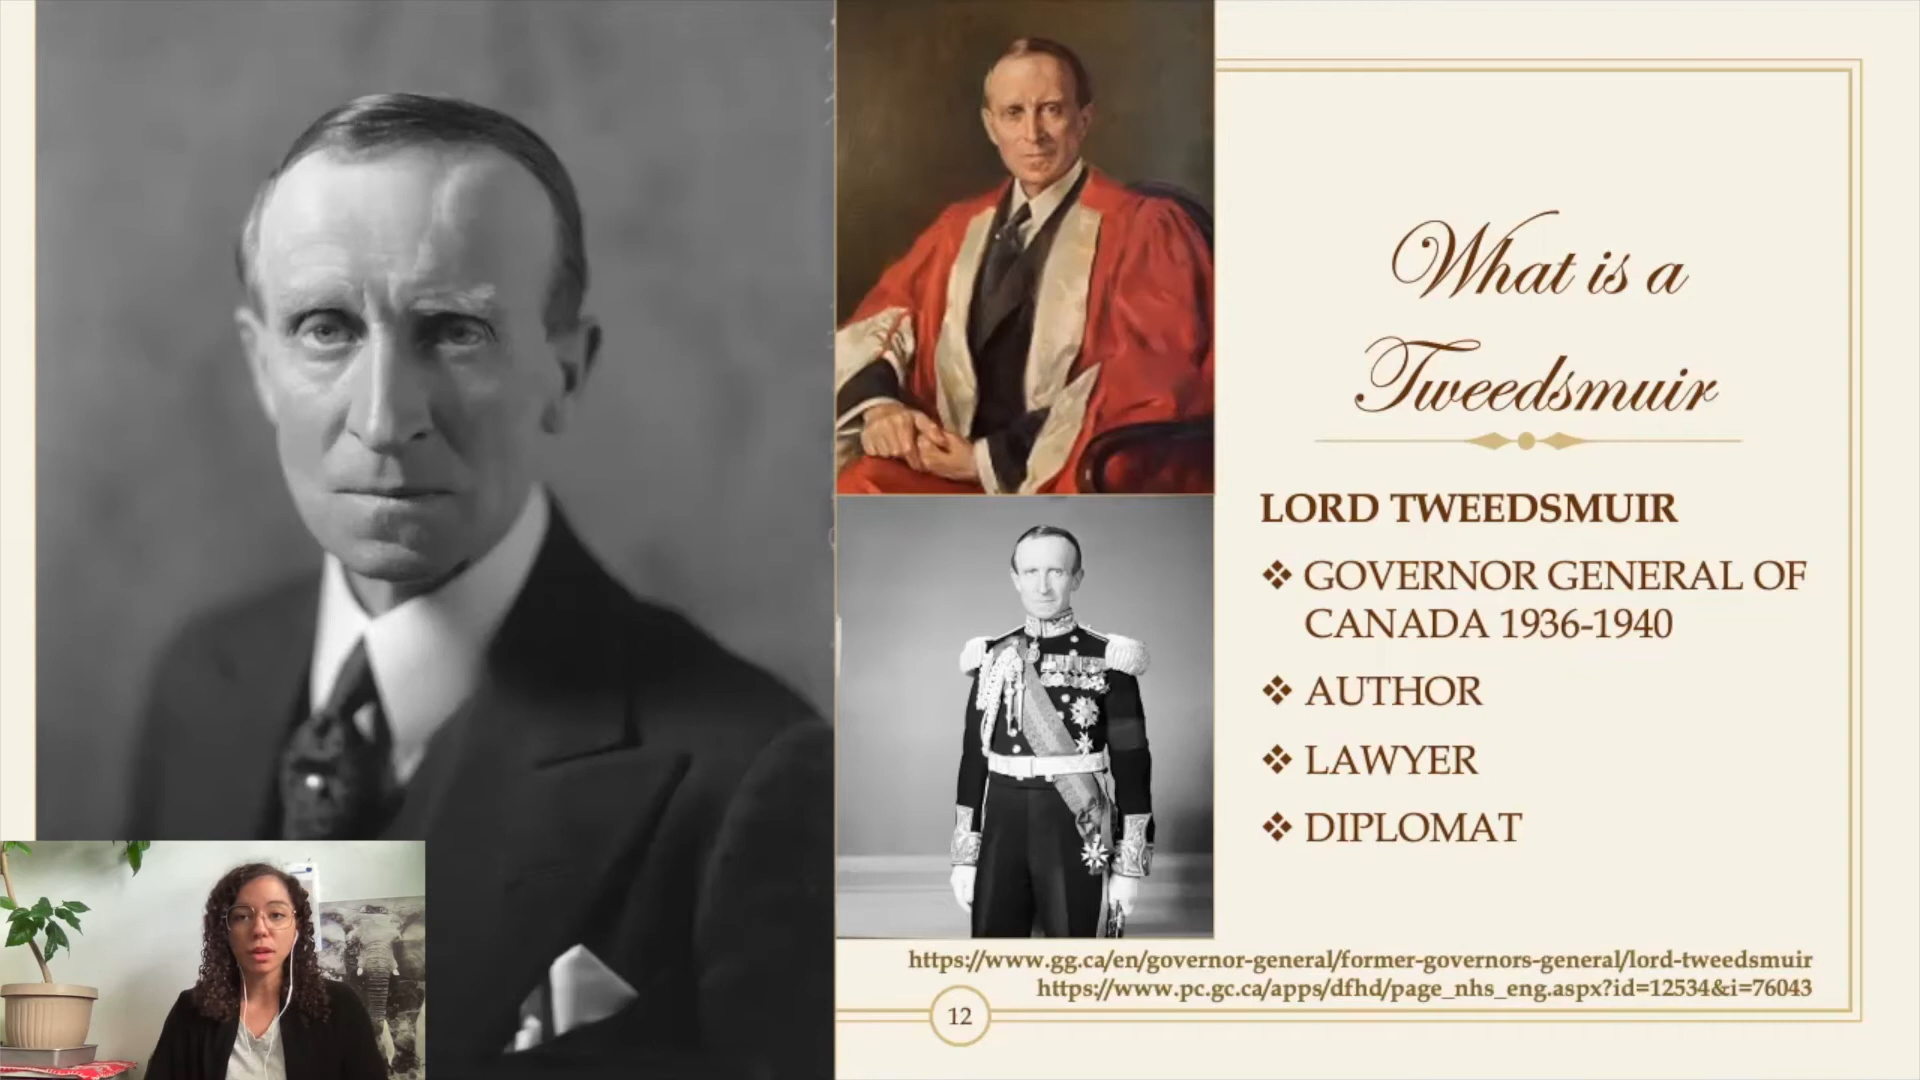 What is a
Tweedsmuir
LORD TWEEDSMUIR
❖ GOVERNOR GENERAL OF
CANADA 1936-1940
❖ AUTHOR
❖ LAWYER
❖ DIPLOMAT
https://www.gg.ca/en/governor-general/former-governors-general/lord-tweedsmuir
https://www.pc.gc.ca/apps/dfhd/page_nhs_eng.aspx?id=12534&i=76043
12